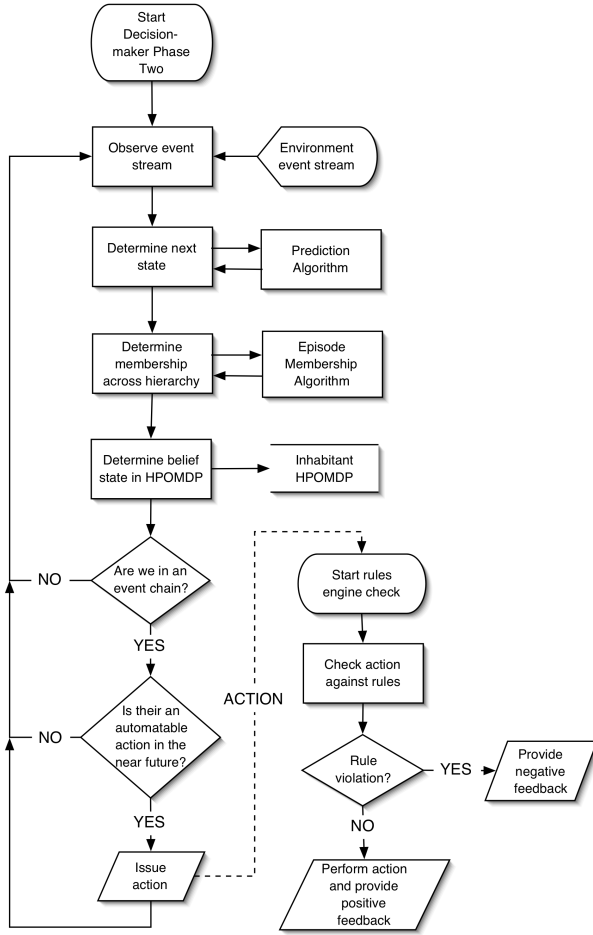 Start
Decision-
maker Phase
Two
Observe event
stream
Environment
event stream
Determine next
state
Prediction
Algorithm
Determine
membership
across hierarchy
Episode
Membership
Algorithm
Determine belief
state in HPOMDP
Inhabitant
HPOMDP
Are we in an
event chain?
NO
YES
Is their an
automatable
action in the
near future?
NO
YES
Issue
action
ACTION
Start rules
engine check
Check action
against rules
Rule
violation?
YES
Provide
negative
feedback
NO
Perform action
and provide
positive
feedback